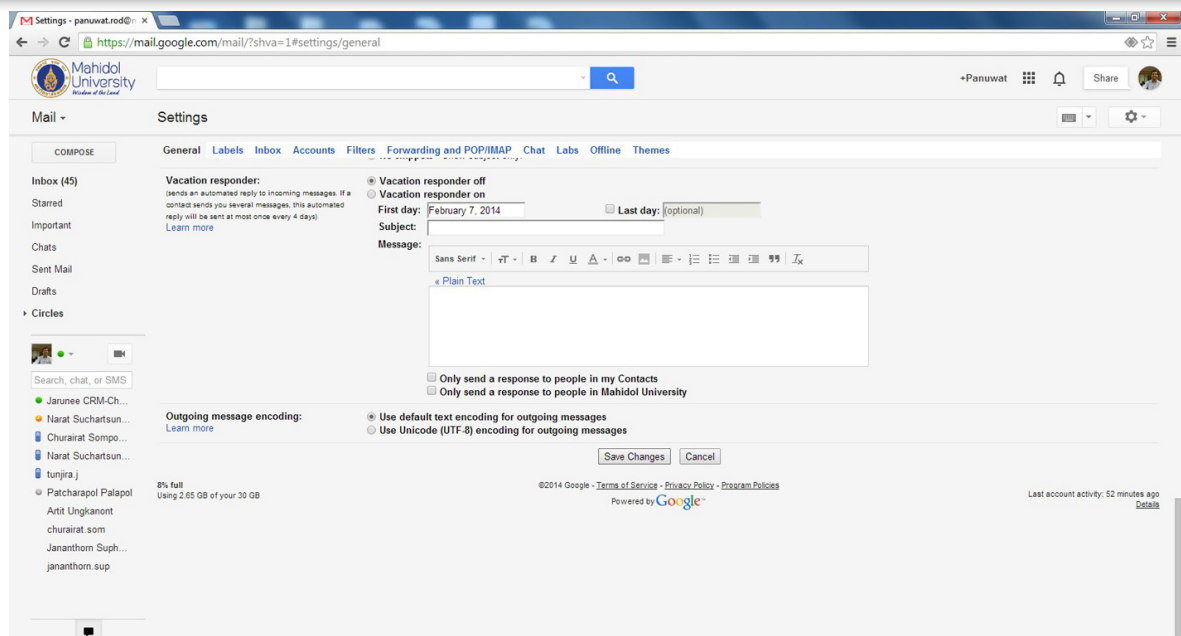 Settings - panuwat.rod@
https://mail.google.com/mail/?shva=1#settings/general
Mahidol
University
Wisdom of the Land
+Panuwat Share
Mail Settings
COMPOSE
General Labels Inbox Accounts Filters Forwarding and POP/IMAP Chat Labs Offline Themes
Inbox (45)
Starred
Important
Chats
Sent Mail
Drafts
Circles
Search, chat, or SMS
Jarunee CRM-Ch...
Narat Suchartsun...
Churairat Sompo...
Narat Suchartsun...
tunjira.j
Patcharapol Palapol
Artit Ungkanont
churairat.som
Jananthorn Suph...
jananthorn.sup
Vacation responder:
(sends an automated reply to incoming messages. If a
contact sends you several messages, this automated
reply will be sent at most once every 4 days)
Learn more
Vacation responder off
Vacation responder on
First day: February 7, 2014 Last day: (optional)
Subject:
Message:
Sans Serif
« Plain Text
Only send a response to people in my Contacts
Only send a response to people in Mahidol University
Outgoing message encoding:
Learn more
Use default text encoding for outgoing messages
Use Unicode (UTF-8) encoding for outgoing messages
Save Changes Cancel
8% full
Using 2.65 GB of your 30 GB
©2014 Google - Terms of Service - Privacy Policy - Program Policies
Powered by Google™
Last account activity: 52 minutes ago
Details